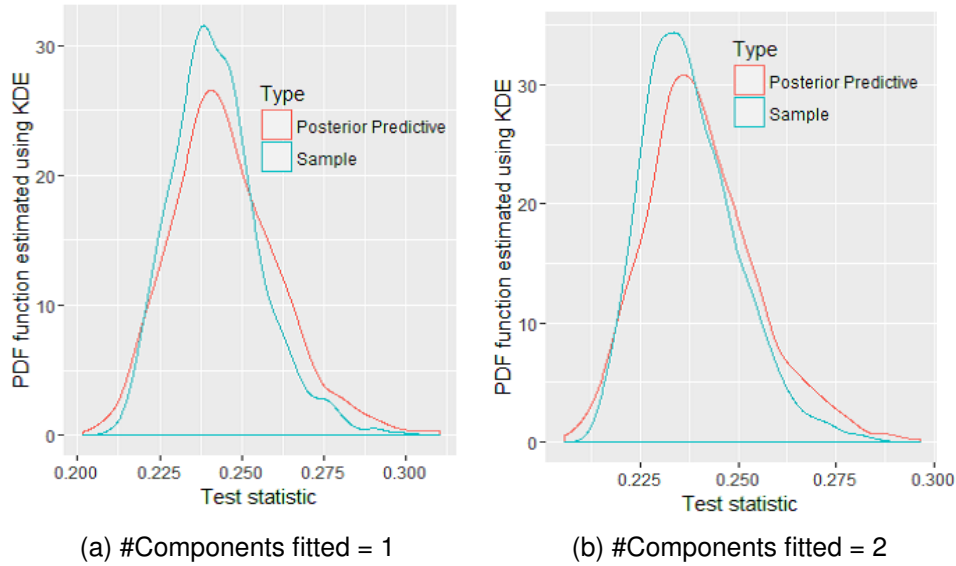 PDF function estimated using KDE
30
20
10
0
Type
Posterior Predictive
Sample
0.200
0.225
0.250
0.275
0.300
Test statistic
(a) #Components fitted = 1
PDF function estimated using KDE
30
20
10
0
Type
Posterior Predictive
Sample
0.225
0.250
0.275
0.300
Test statistic
(b) #Components fitted = 2